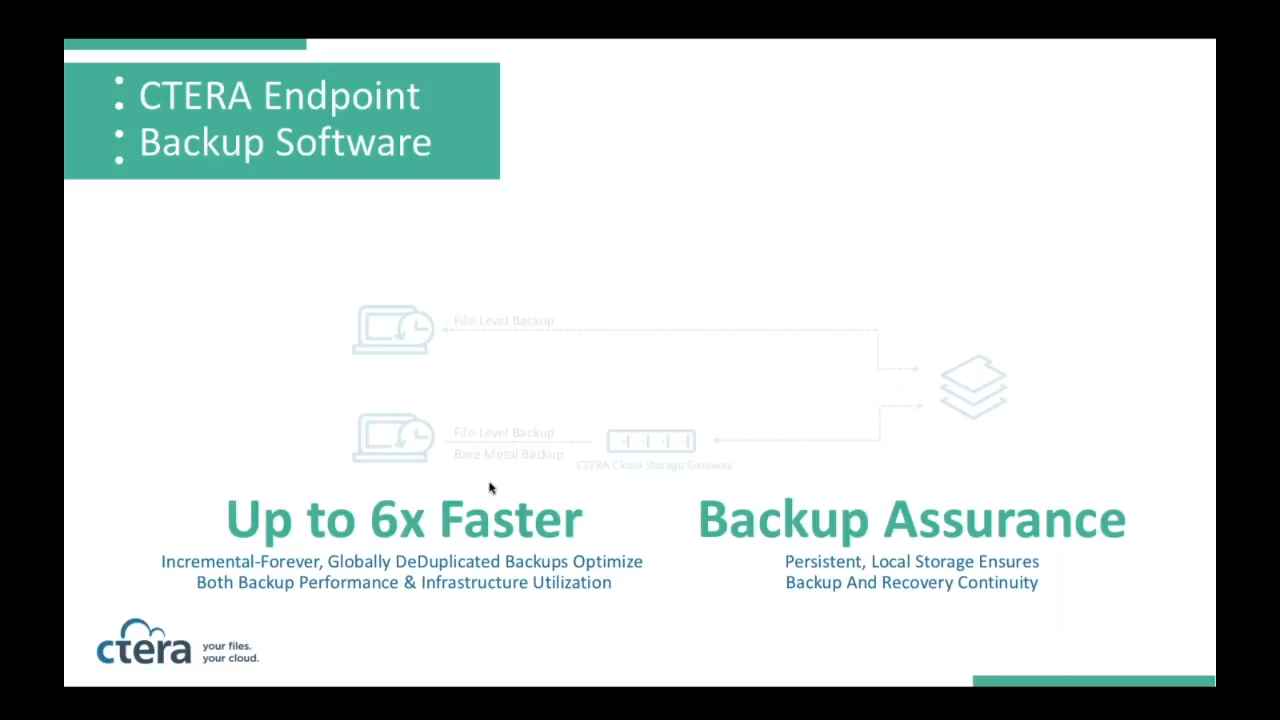 CTERA Endpoint
Backup Software
File-Level Backup
File-Level Backup
Bare Metal Backup
CTERA Cloud Storage Gateway
Up to 6x Faster
Incremental-Forever, Globally DeDuplicated Backups Optimize
Both Backup Performance & Infrastructure Utilization
Backup Assurance
Persistent, Local Storage Ensures
Backup And Recovery Continuity
ctera
your files.
your cloud.